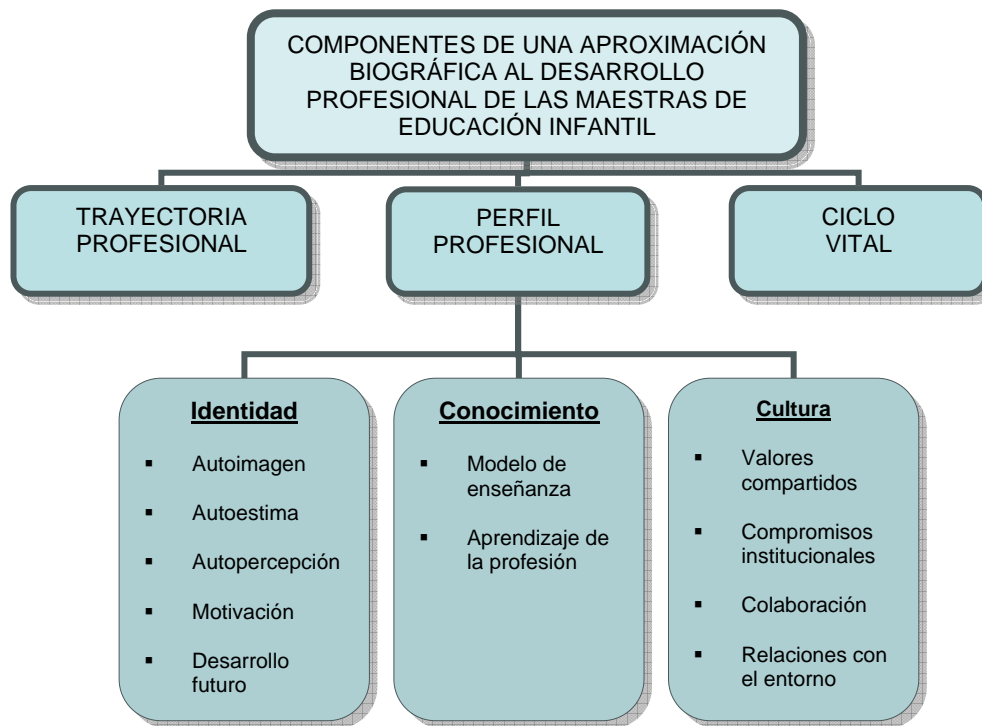 COMPONENTES DE UNA APROXIMACIÓN
BIOGRÁFICA AL DESARROLLO
PROFESIONAL DE LAS MAESTRAS DE
EDUCACIÓN INFANTIL
TRAYECTORIA
PROFESIONAL
PERFIL
PROFESIONAL
CICLO
VITAL
Identidad
▪ Autoimagen
▪ Autoestima
▪ Autopercepción
▪ Motivación
▪ Desarrollo
futuro
Conocimiento
▪ Modelo de
enseñanza
▪ Aprendizaje de
la profesión
Cultura
▪ Valores
compartidos
▪ Compromisos
institucionales
▪ Colaboración
▪ Relaciones con
el entorno